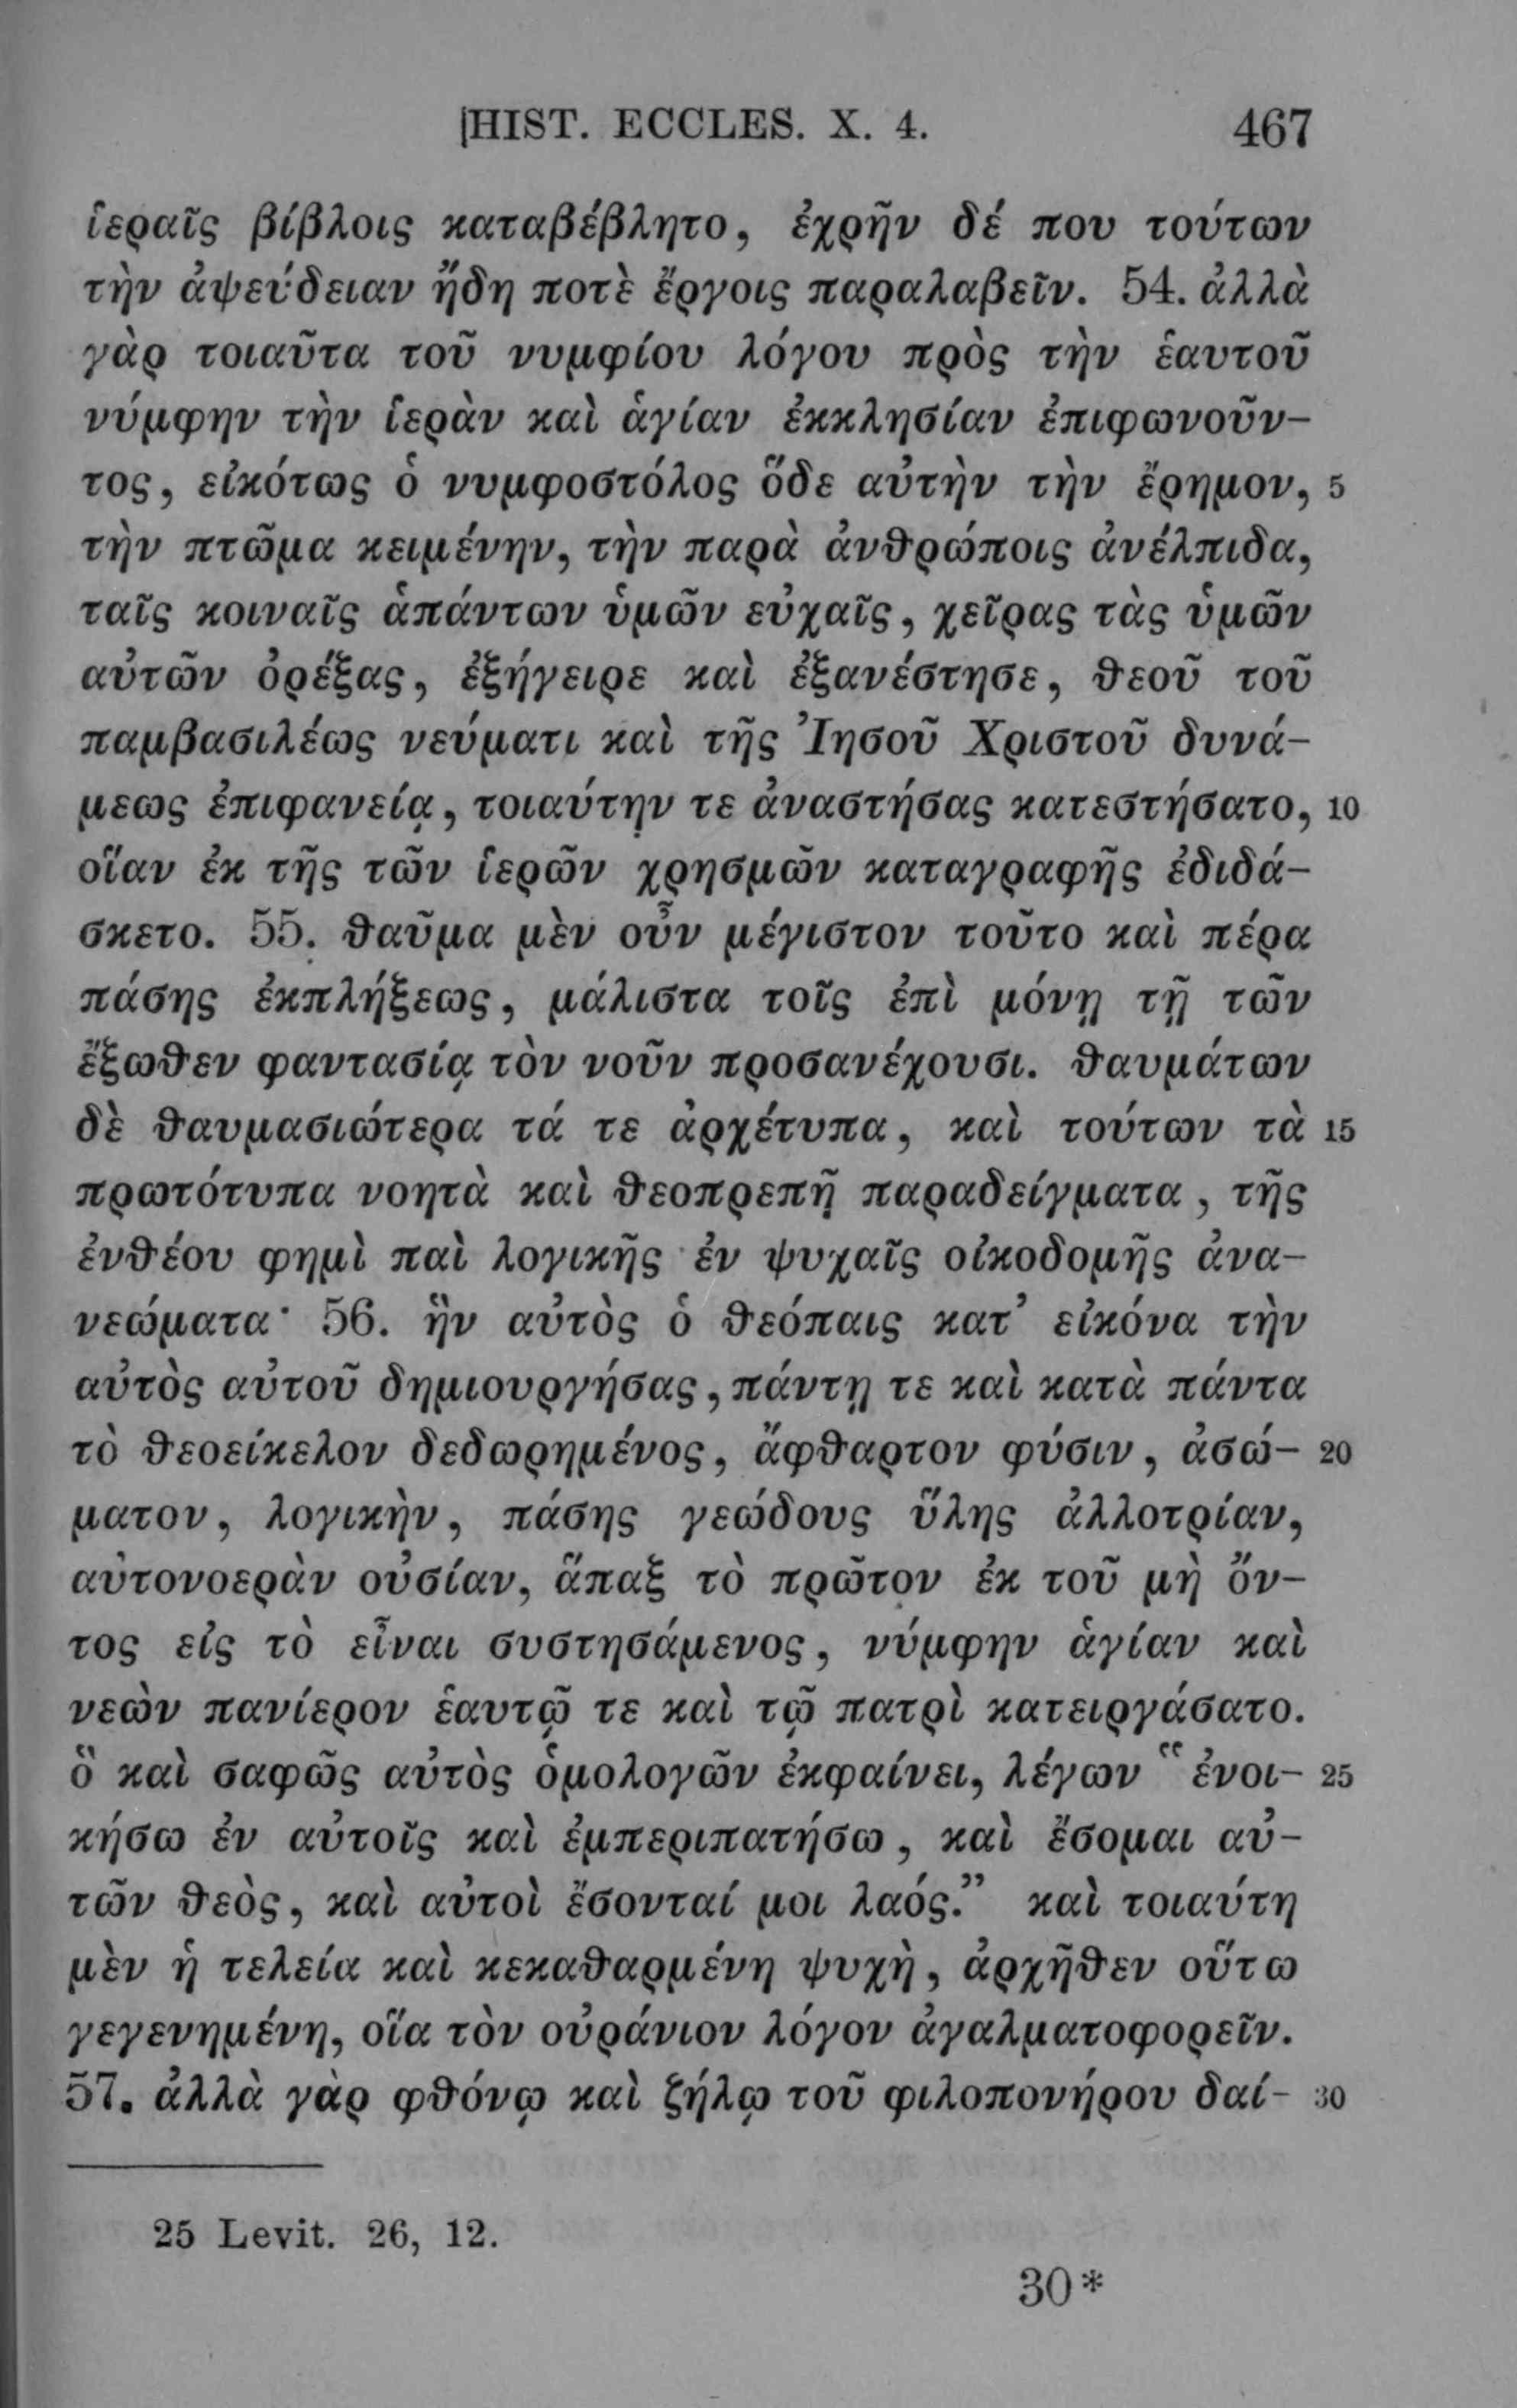 |HIST. ECCLES. X. 4. 467
ἱεραῖς βίβλοις καταβέβλητο, ἐχρῆν δέ που τούτων
τὴν ἀψεύδειαν ἤδη ποτὲ ἔργοις παραλαβεῖν. 54. ἀλλὰ
γὰρ τοιαῦτα τοῦ νυμφίου λόγου πρὸς τὴν ἑαυτοῦ
νύμφην τὴν ἱερὰν καὶ ἁγίαν ἐκκλησίαν ἐπιφωνοῦν-
τος, εἰκότως ὁ νυμφοστόλος ὅδε αὐτὴν τὴν ἔρημον, 5
τὴν πτῶμα κειμένην, τὴν παρὰ ἀνθρώποις ἀνέλπιδα,
ταῖς κοιναῖς ἁπάντων ὑμῶν εὐχαῖς, χεῖρας τὰς ὑμῶν
αὐτῶν ὀρέξας, ἐξήγειρε καὶ ἐξανέστησε, θεοῦ τοῦ
παμβασιλέως νεύματι καὶ τῆς Ἰησοῦ Χριστοῦ δυνά-
μεως ἐπιφανείᾳ, τοιαύτην τε ἀναστήσας κατεστήσατο, 10
οἵαν ἐκ τῆς τῶν ἱερῶν χρησμῶν καταγραφῆς ἐδιδά-
σκετο. 55. θαῦμα μὲν οὖν μέγιστον τοῦτο καὶ πέρα
πάσης ἐκπλήξεως, μάλιστα τοῖς ἐπὶ μόνῃ τῇ τῶν
ἔξωθεν φαντασίᾳ τὸν νοῦν προσανέχουσι. θαυμάτων
δὲ θαυμασιώτερα τά τε ἀρχέτυπα, καὶ τούτων τὰ 15
πρωτότυπα νοητὰ καὶ θεοπρεπῆ παραδείγματα, τῆς
ἐνθέου φημὶ παὶ λογικῆς ἐν ψυχαῖς οἰκοδομῆς ἀνα-
νεώματα· 56. ἣν αὐτὸς ὁ θεόπαις κατ’ εἰκόνα τὴν
αὐτὸς αὐτοῦ δημιουργήσας, πάντῃ τε καὶ κατὰ πάντα
τὸ θεοείκελον δεδωρημένος, ἄφθαρτον φύσιν, ἀσώ- 20
ματον, λογικὴν, πάσης γεώδους ὕλης ἀλλοτρίαν,
αὐτονοερὰν οὐσίαν, ἅπαξ τὸ πρῶτον ἐκ τοῦ μὴ ὄν-
τος εἰς τὸ εἶναι συστησάμενος, νύμφην ἁγίαν καὶ
νεὼν πανίερον ἑαυτῷ τε καὶ τῷ πατρὶ κατειργάσατο.
ὃ καὶ σαφῶς αὐτὸς ὁμολογῶν ἐκφαίνει, λέγων “ἐνοι- 25
κήσω ἐν αὐτοῖς καὶ ἐμπεριπατήσω, καὶ ἔσομαι αὐ-
τῶν θεὸς, καὶ αὐτοὶ ἔσονταί μοι λαός.” καὶ τοιαύτη
μὲν ἡ τελεία καὶ κεκαθαρμένη ψυχὴ, ἀρχῆθεν οὕτω
γεγενημένη, οἵα τὸν οὐράνιον λόγον ἀγαλματοφορεῖν.
57. ἀλλὰ γὰρ φθόνῳ καὶ ζήλῳ τοῦ φιλοπονήρου δαί- 30
25 Levit. 26, 12.
30*